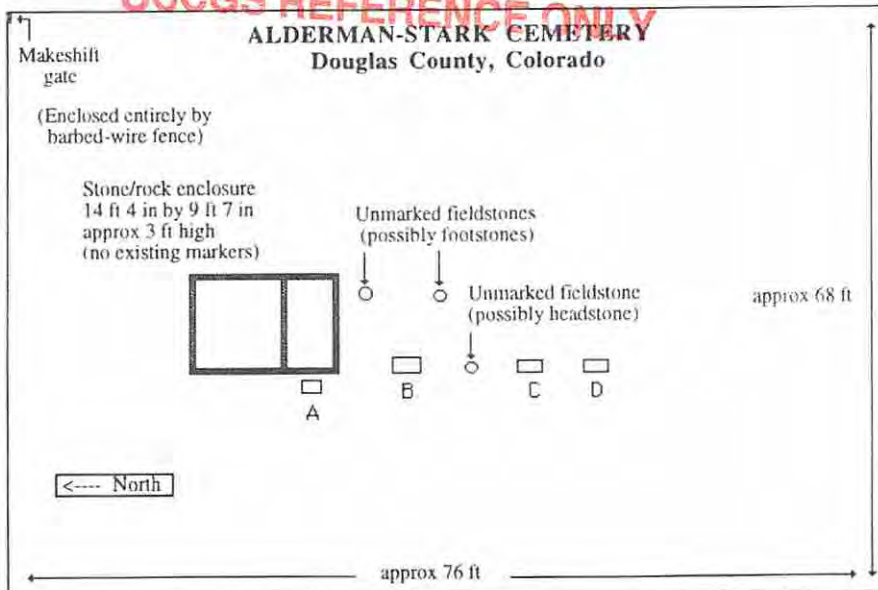 REFERENCE ONLY
ALDERMAN-STARK CEMETERY
Douglas County, Colorado
Makeshift
gate
(Enclosed entirely by
barbed-wire fence)
Stone/rock enclosure
14 ft 4 in by 9 ft 7 in
approx 3 ft high
(no existing markers)
Unmarked fieldstones
(possibly footstones)
Unmarked fieldstone
(possibly headstone)
approx 68 ft
A
B
C
D
<---- North
approx 76 ft